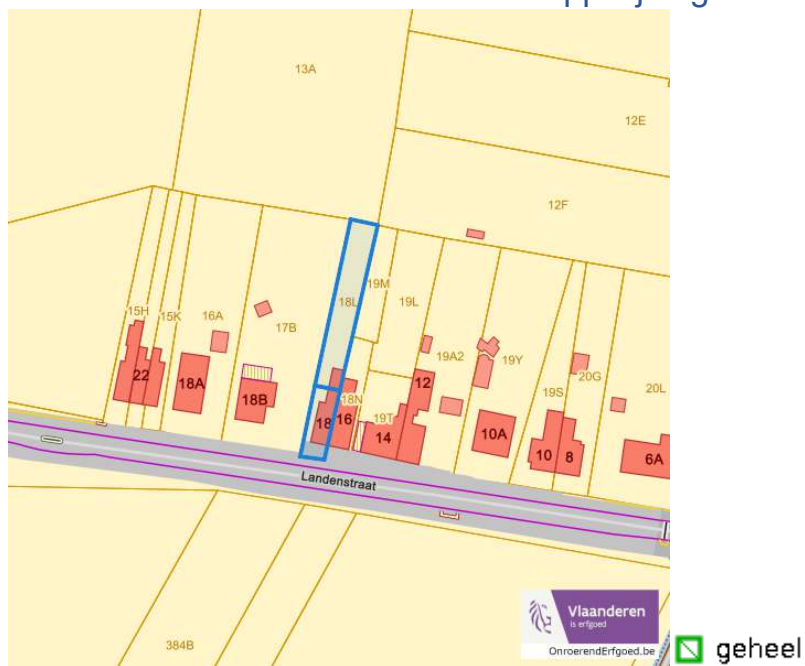 13A
12E
12F
19M
18L
19L
15H
15K
16A
17B
19A2
19Y
19S
20G
20L
22
18A
18B
18
16
18N
19T
14
12
10A
10
8
6A
Landenstraat
384B
Vlaanderen
is erfgoed
OnroerendErfgoed.be
geheel